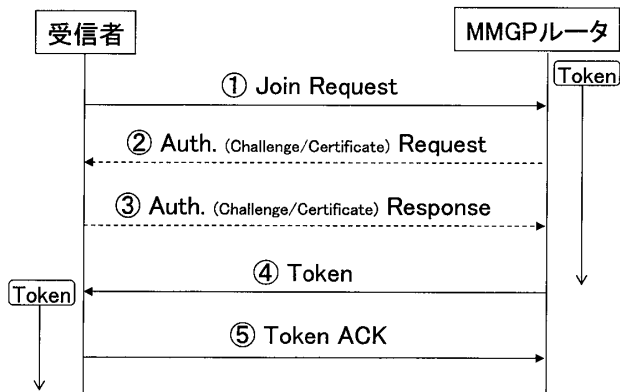 受信者
MMGPルータ
Token
① Join Request
② Auth. (Challenge/Certificate) Request
③ Auth. (Challenge/Certificate) Response
④ Token
Token
⑤ Token ACK